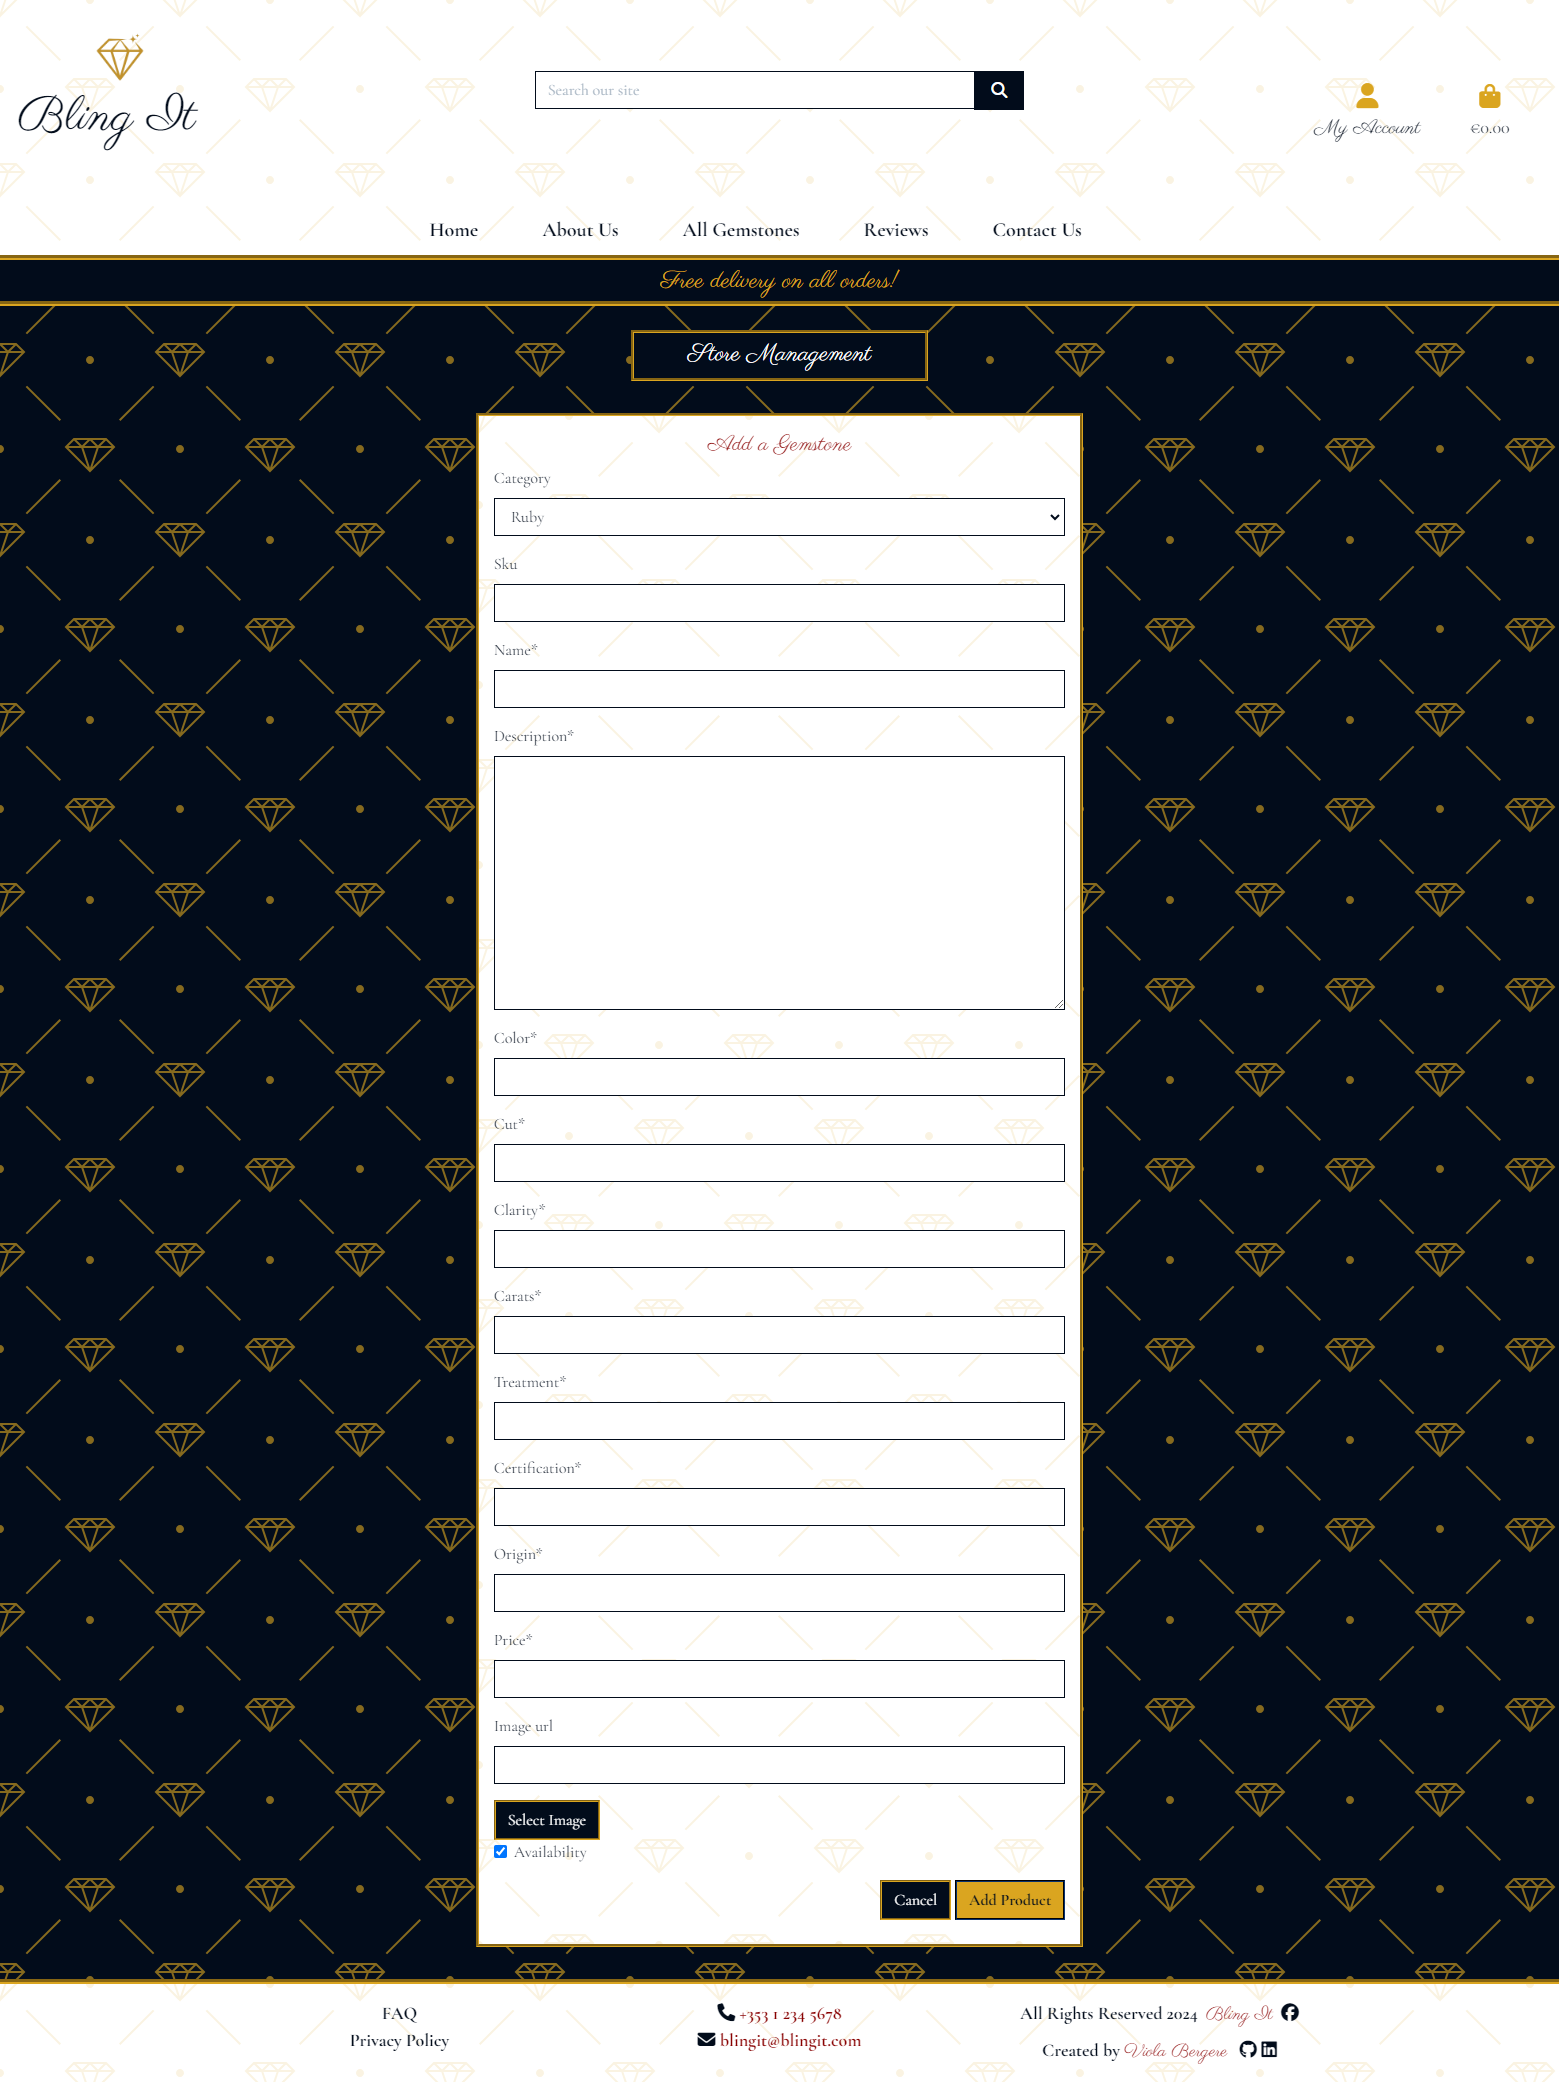 Bling It
Search our site
My Account
€0.00
Home About Us All Gemstones Reviews Contact Us
Free delivery on all orders!
Store Management
Add a Gemstone
Category
Ruby
Sku
Name*
Description*
Color*
Cut*
Clarity*
Carats*
Treatment*
Certification*
Origin*
Price*
Image url
Select Image
Availability
Cancel Add Product
FAQ
Privacy Policy
+353 1 234 5678
blingit@blingit.com
All Rights Reserved 2024 Bling It
Created by Viola Bergere